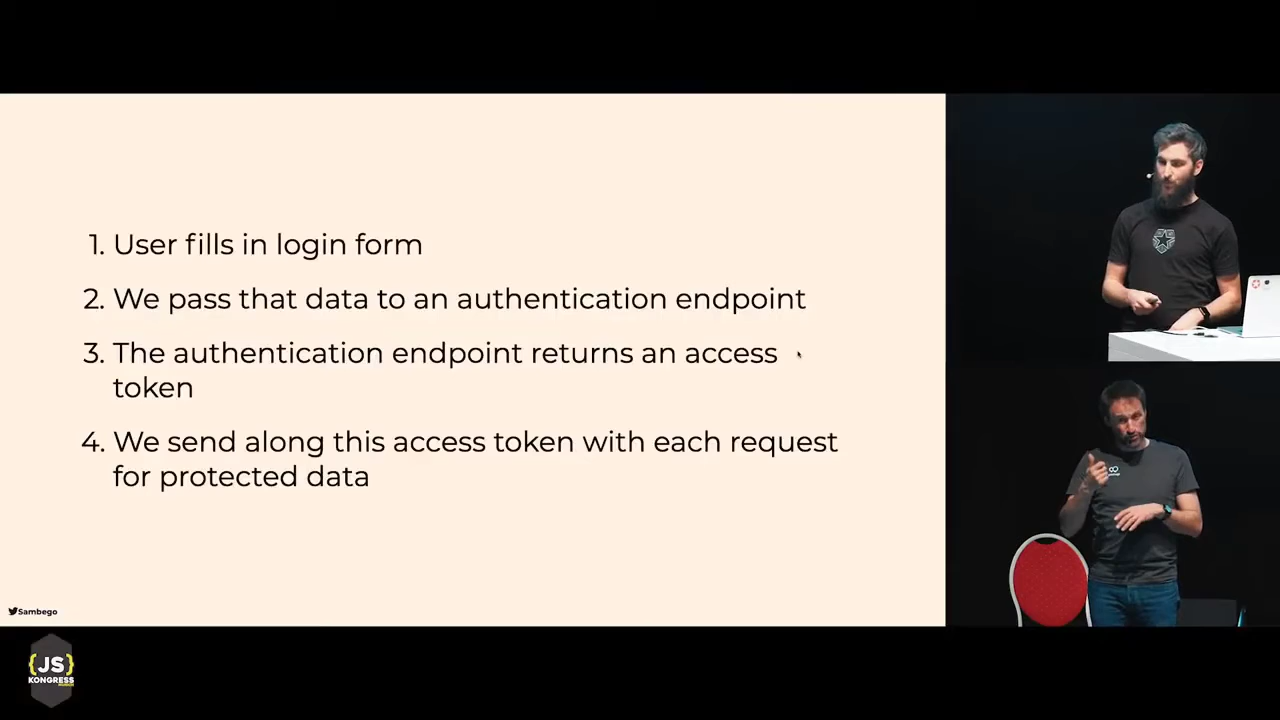 1. User fills in login form
2. We pass that data to an authentication endpoint
3. The authentication endpoint returns an access
token
4. We send along this access token with each request
for protected data
Sambego
{JS}
KONGRESS